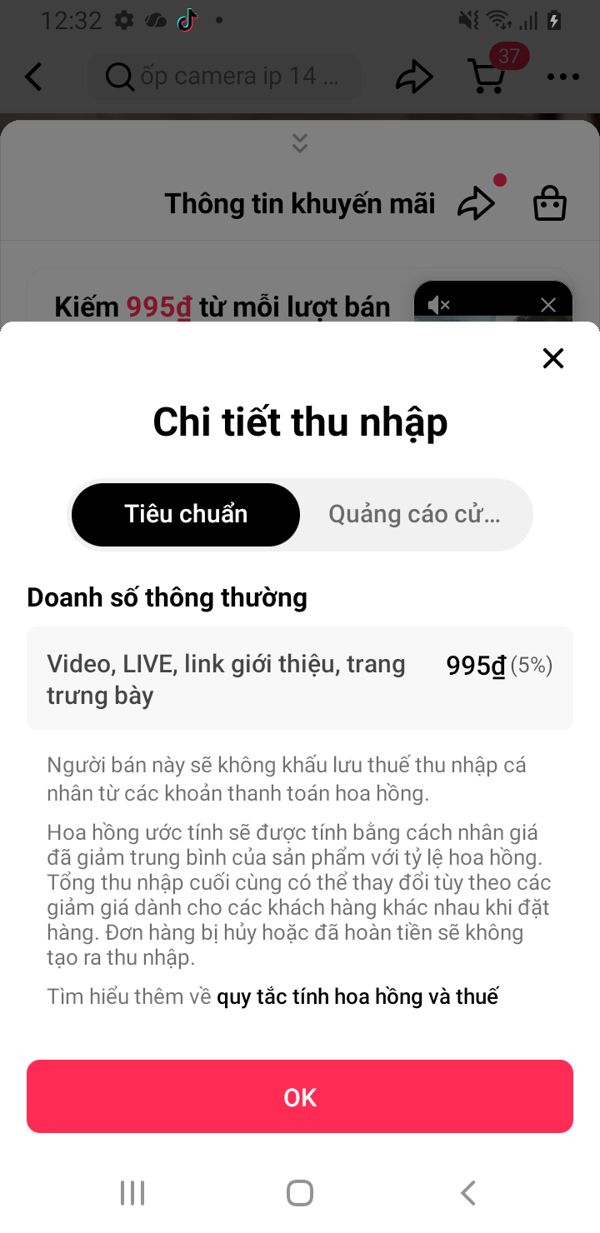 12:32
ốp camera ip 14 ...
37
Thông tin khuyến mãi
Kiếm 995₫ từ mỗi lượt bán
Chi tiết thu nhập
Tiêu chuẩn
Quảng cáo cử...
Doanh số thông thường
Video, LIVE, link giới thiệu, trang
trưng bày
995₫ (5%)
Người bán này sẽ không khấu lưu thuế thu nhập cá
nhân từ các khoản thanh toán hoa hồng.
Hoa hồng ước tính sẽ được tính bằng cách nhân giá
đã giảm trung bình của sản phẩm với tỷ lệ hoa hồng.
Tổng thu nhập cuối cùng có thể thay đổi tùy theo các
giảm giá dành cho các khách hàng khác nhau khi đặt
hàng. Đơn hàng bị hủy hoặc đã hoàn tiền sẽ không
tạo ra thu nhập.
Tìm hiểu thêm về quy tắc tính hoa hồng và thuế
OK